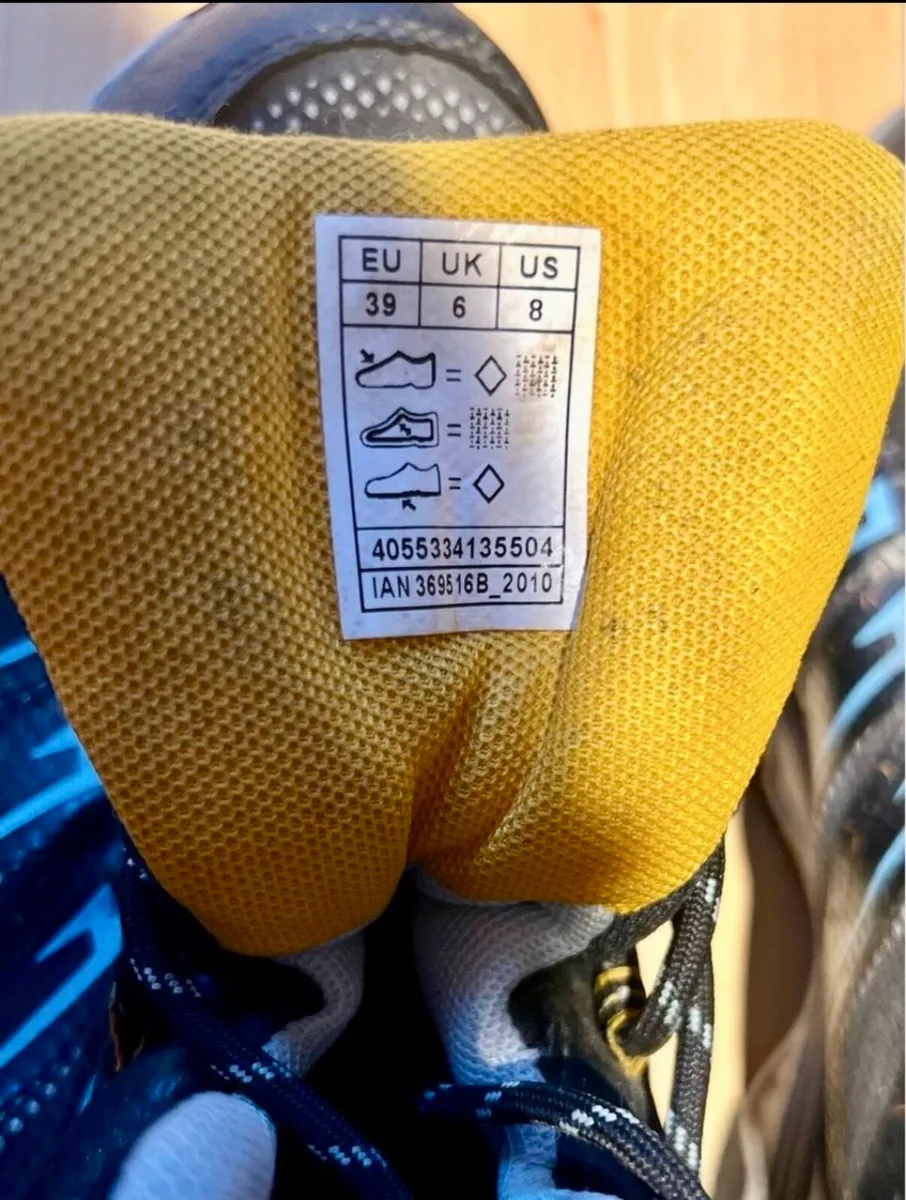 EU UK US
39 6 8
=
=
=
4055334135504
IAN 369516B_2010